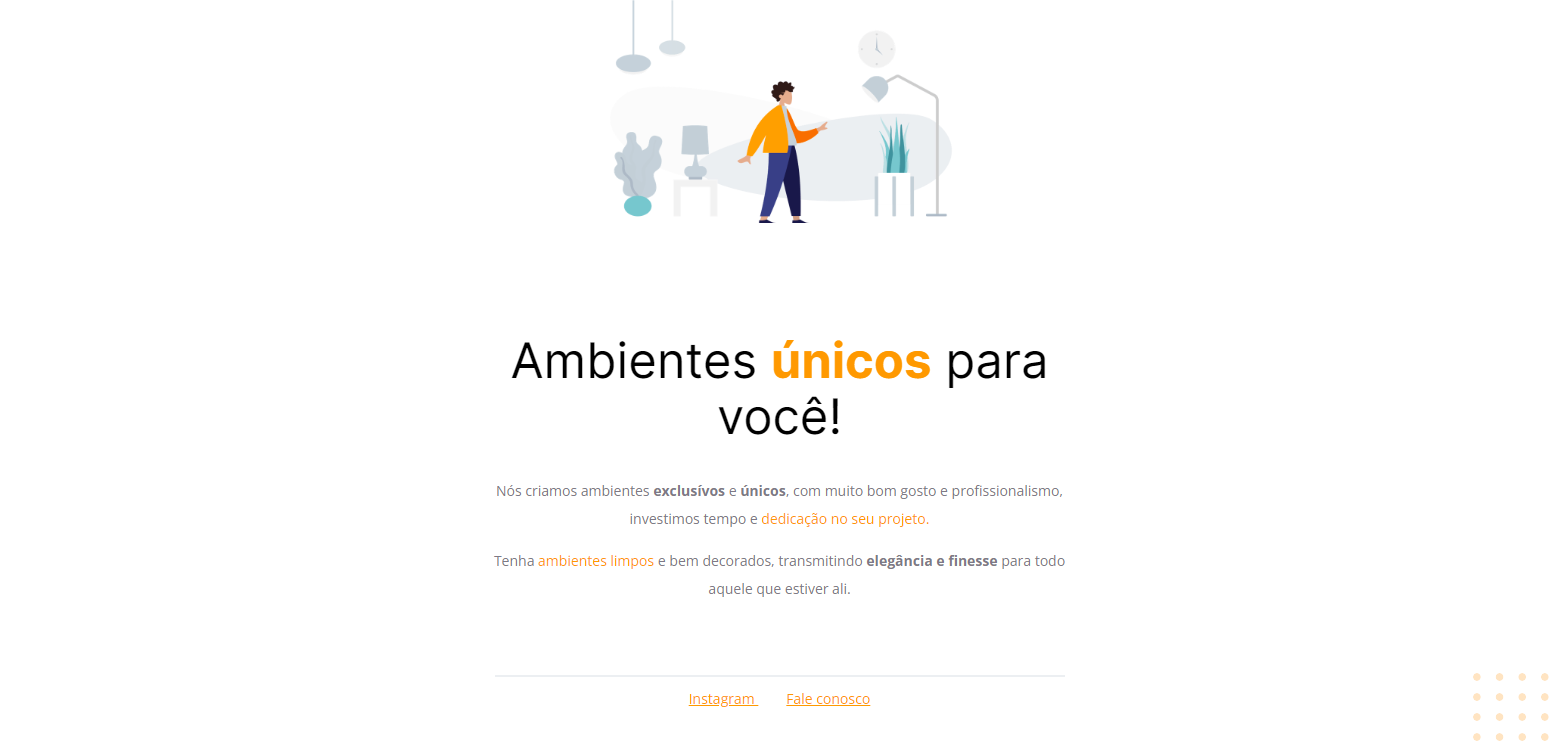 Ambientes únicos para
você!
Nós criamos ambientes exclusívos e únicos, com muito bom gosto e profissionalismo,
investimos tempo e dedicação no seu projeto.
Tenha ambientes limpos e bem decorados, transmitindo elegância e finesse para todo
aquele que estiver ali.
Instagram Fale conosco